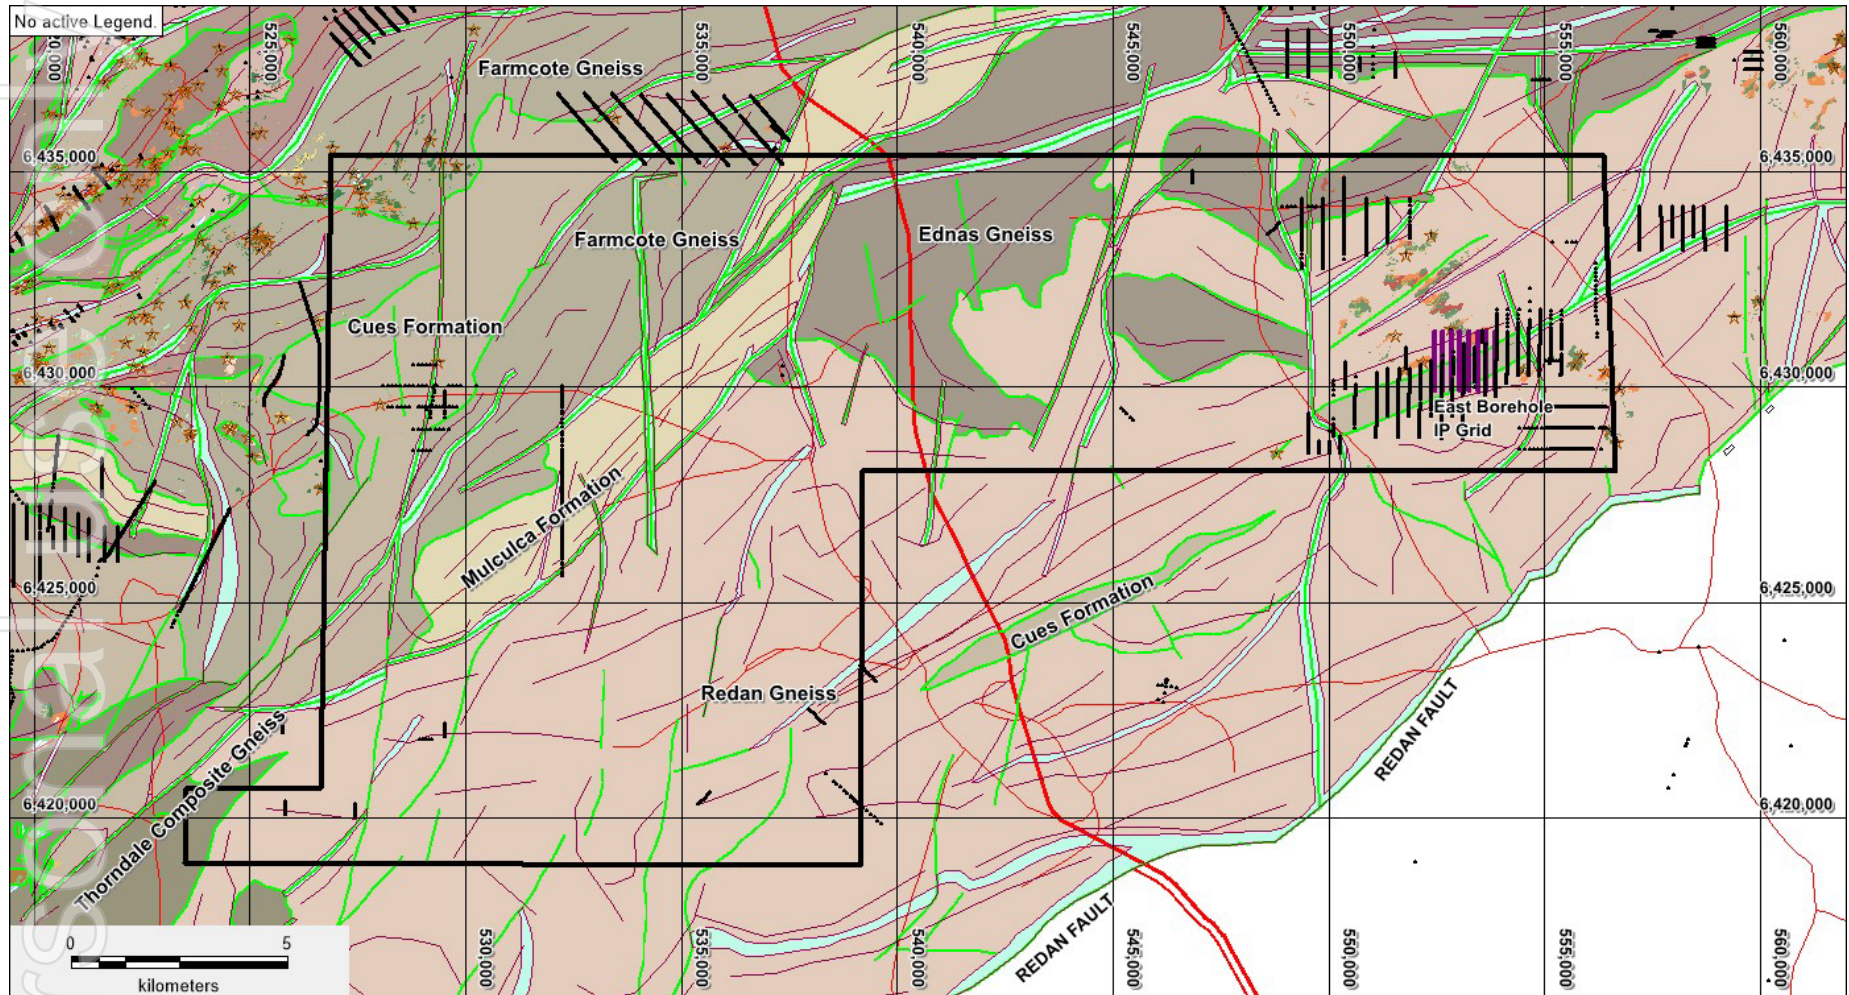 No active Legend.
525,000
535,000
540,000
545,000
550,000
555,000
560,000
Farmcote Gneiss
6,435,000
6,435,000
Farmcote Gneiss
Ednas Gneiss
Cues Formation
6,430,000
6,430,000
East Borehole
IP Grid
Mulculca Formation
6,425,000
6,425,000
Cues Formation
Redan Gneiss
REDAN FAULT
Thorndale Composite Gneiss
6,420,000
6,420,000
REDAN FAULT
0 5
kilometers
530,000
535,000
540,000
545,000
550,000
555,000
560,000